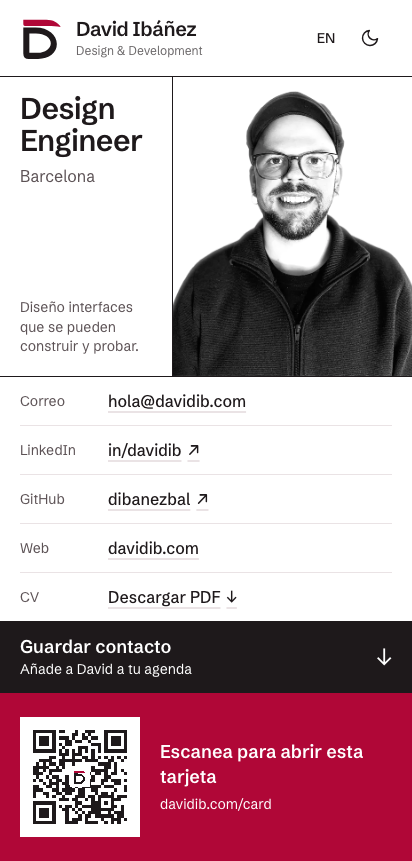 David Ibáñez
Design & Development
EN
Design
Engineer
Barcelona
Diseño interfaces
que se pueden
construir y probar.
Correo hola@davidib.com
LinkedIn in/davidib ↗
GitHub dibanezbal ↗
Web davidib.com
CV Descargar PDF ↓
Guardar contacto
Añade a David a tu agenda
Escanea para abrir esta
tarjeta
davidib.com/card